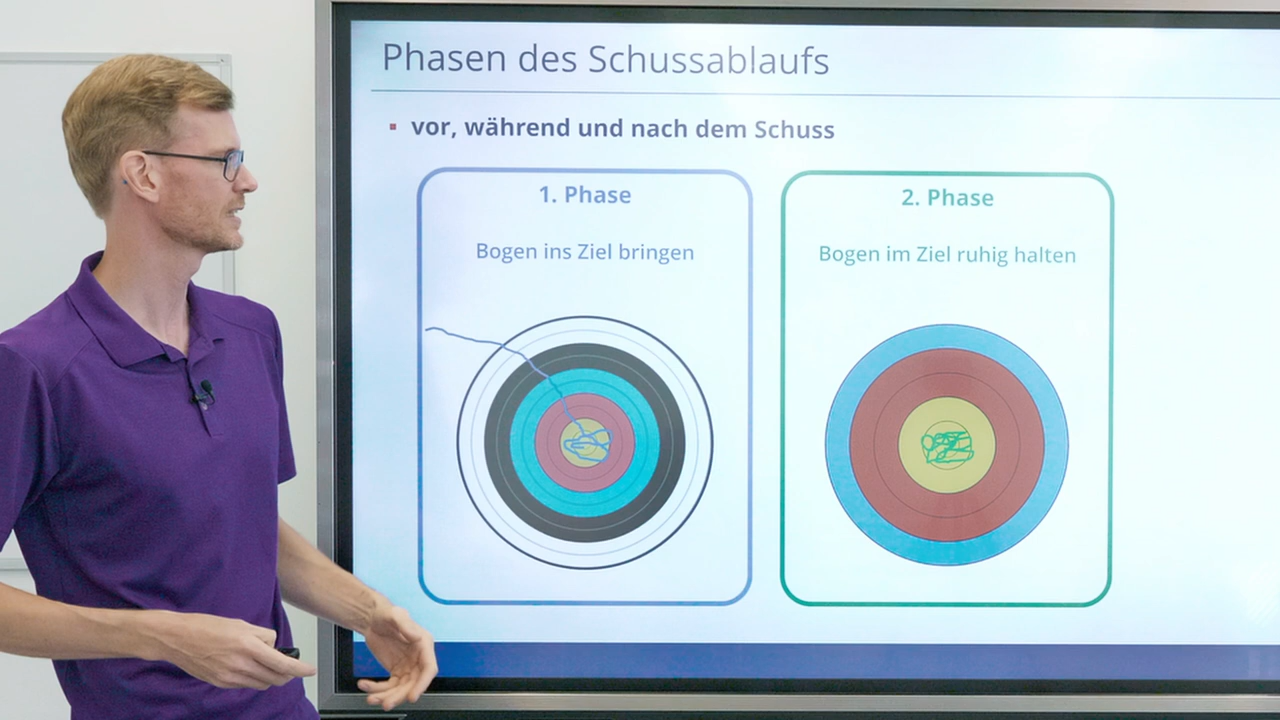 Phasen des Schussablaufs
vor, während und nach dem Schuss
1. Phase
Bogen ins Ziel bringen
2. Phase
Bogen im Ziel ruhig halten